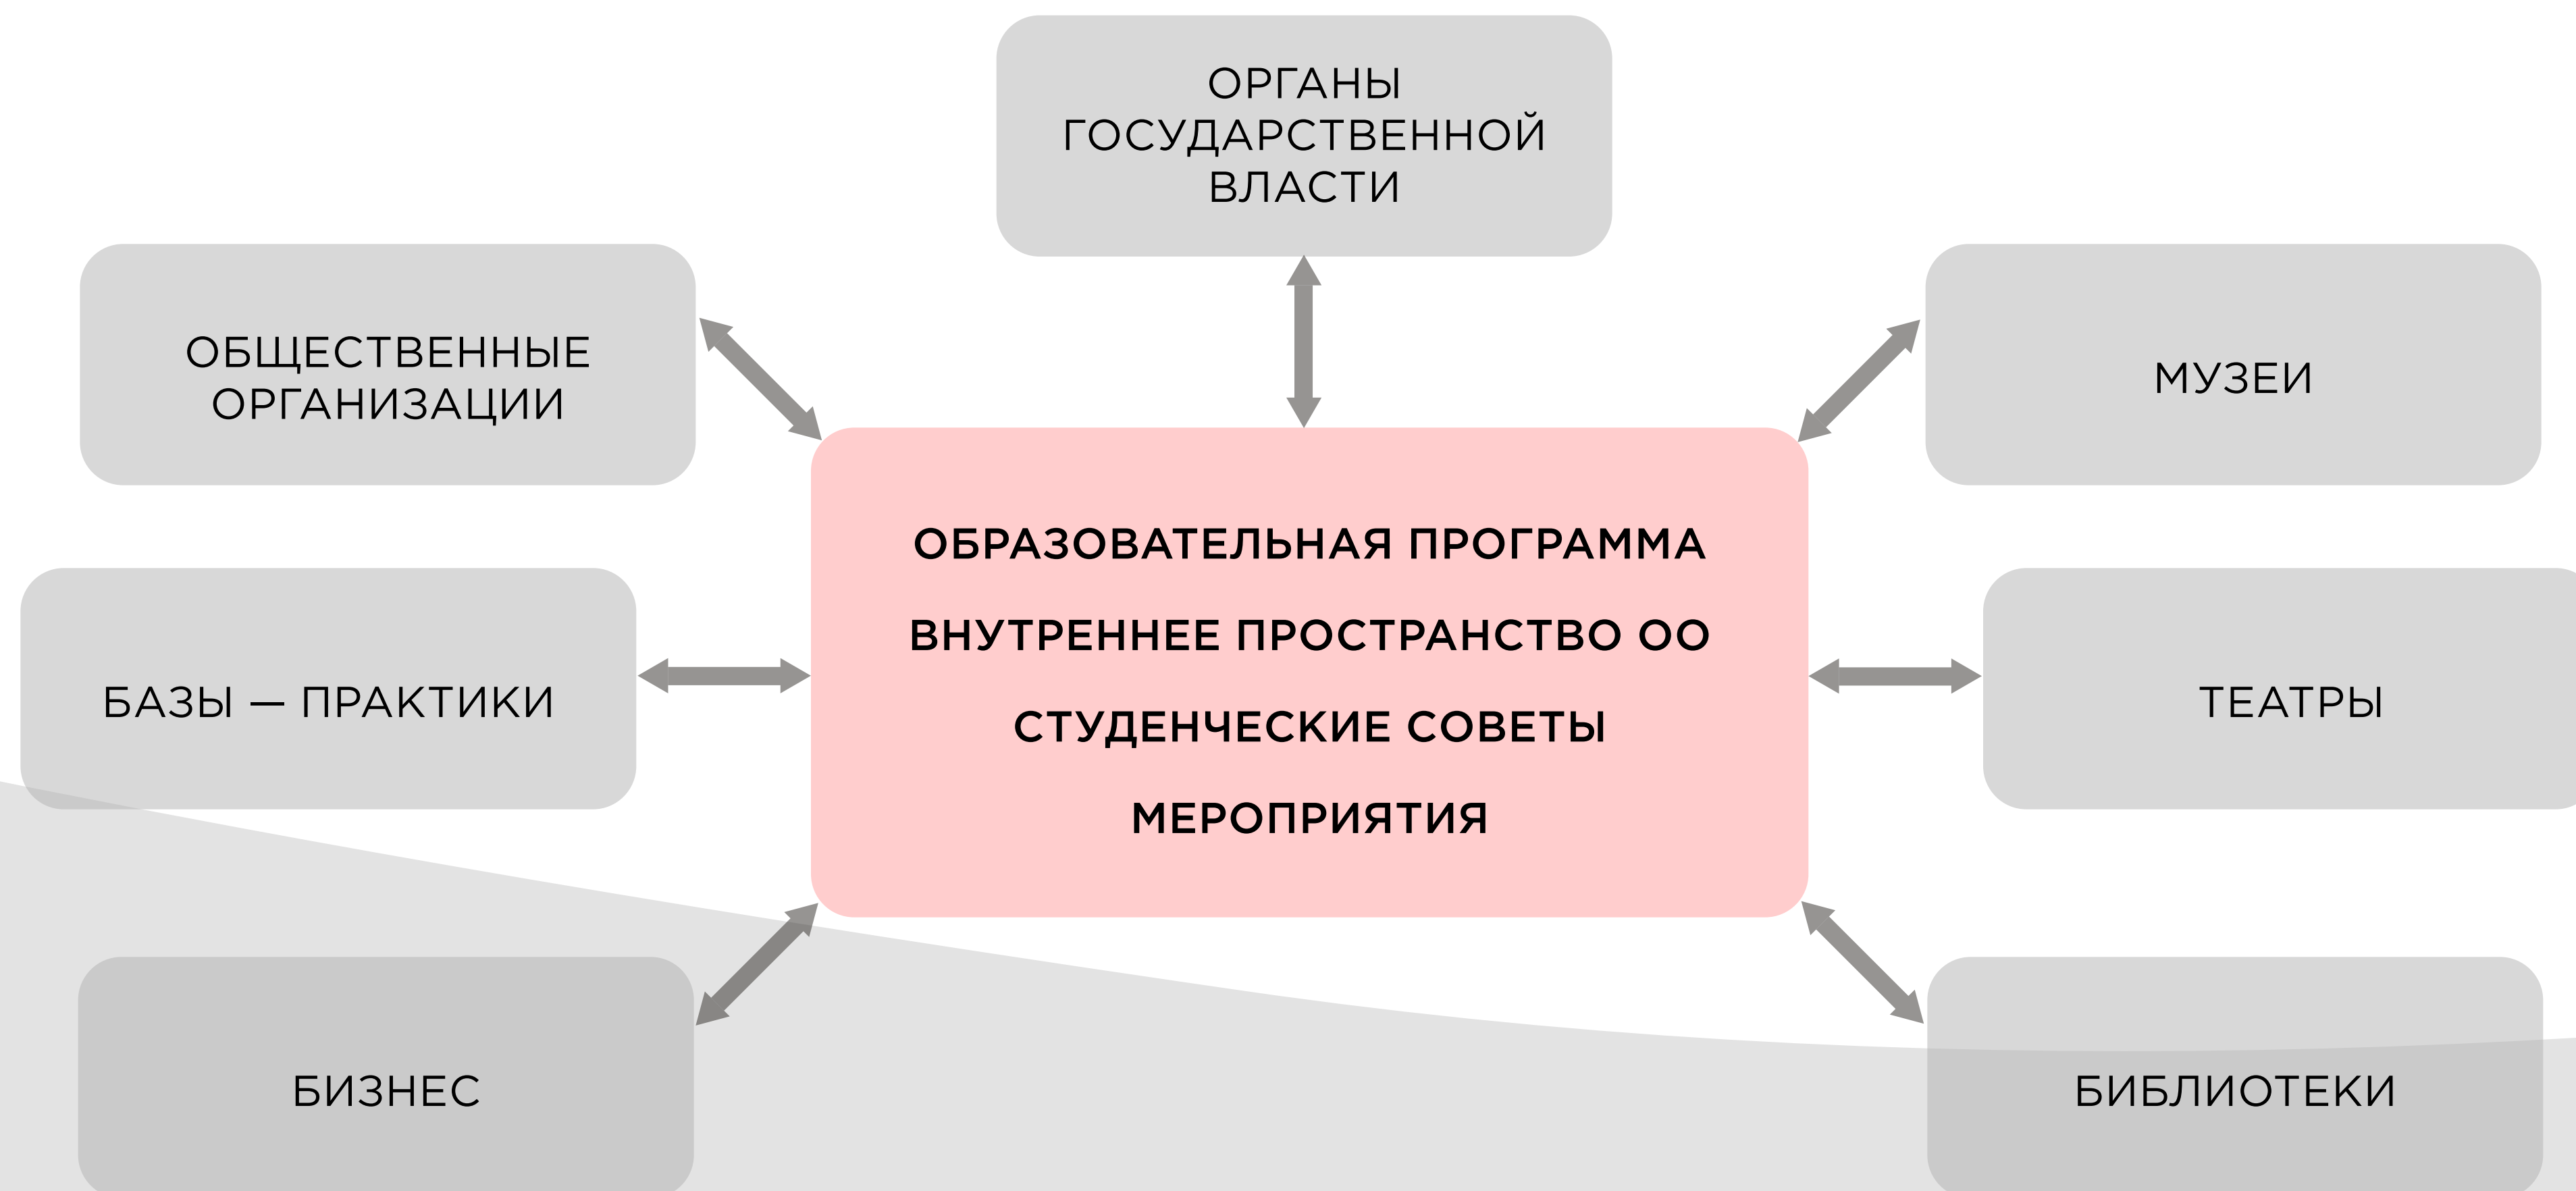 ОРГАНЫ
ГОСУДАРСТВЕННОЙ
ВЛАСТИ
ОБЩЕСТВЕННЫЕ
ОРГАНИЗАЦИИ
МУЗЕИ
ОБРАЗОВАТЕЛЬНАЯ ПРОГРАММА
ВНУТРЕННЕЕ ПРОСТРАНСТВО ОО
СТУДЕНЧЕСКИЕ СОВЕТЫ
МЕРОПРИЯТИЯ
БАЗЫ — ПРАКТИКИ
ТЕАТРЫ
БИЗНЕС
БИБЛИОТЕКИ